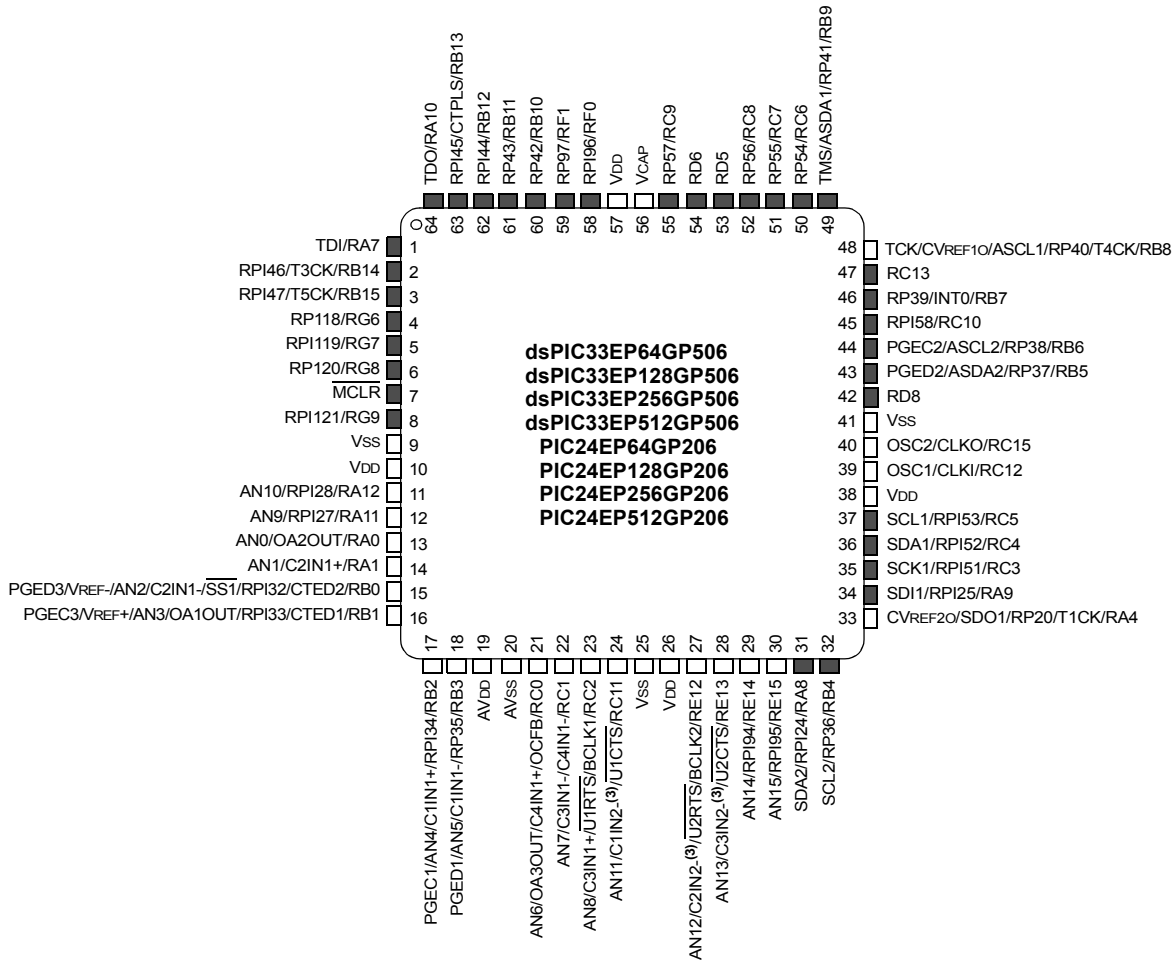 TDO/RA10
RPI45/CTPLS/RB13
RPI44/RB12
RP43/RB11
RP42/RB10
RP97/RF1
RPI96/RF0
VDD
VCAP
RP57/RC9
RD6
RD5
RP56/RC8
RP55/RC7
RP54/RC6
TMS/ASDA1/RP41/RB9
64
63
62
61
60
59
58
57
56
55
54
53
52
51
50
49
TDI/RA7 1
RPI46/T3CK/RB14 2
RPI47/T5CK/RB15 3
RP118/RG6 4
RPI119/RG7 5
RP120/RG8 6
MCLR 7
RPI121/RG9 8
VSS 9
VDD 10
AN10/RPI28/RA12 11
AN9/RPI27/RA11 12
AN0/OA2OUT/RA0 13
AN1/C2IN1+/RA1 14
PGED3/VREF-/AN2/C2IN1-/SS1/RPI32/CTED2/RB0 15
PGEC3/VREF+/AN3/OA1OUT/RPI33/CTED1/RB1 16
dsPIC33EP64GP506
dsPIC33EP128GP506
dsPIC33EP256GP506
dsPIC33EP512GP506
PIC24EP64GP206
PIC24EP128GP206
PIC24EP256GP206
PIC24EP512GP206
48 TCK/CVREF1O/ASCL1/RP40/T4CK/RB8
47 RC13
46 RP39/INT0/RB7
45 RPI58/RC10
44 PGEC2/ASCL2/RP38/RB6
43 PGED2/ASDA2/RP37/RB5
42 RD8
41 VSS
40 OSC2/CLKO/RC15
39 OSC1/CLKI/RC12
38 VDD
37 SCL1/RPI53/RC5
36 SDA1/RPI52/RC4
35 SCK1/RPI51/RC3
34 SDI1/RPI25/RA9
33 CVREF2O/SDO1/RP20/T1CK/RA4
17
18
19
20
21
22
23
24
25
26
27
28
29
30
31
32
PGEC1/AN4/C1IN1+/RPI34/RB2
PGED1/AN5/C1IN1-/RP35/RB3
AVDD
AVSS
AN6/OA3OUT/C4IN1+/OCFB/RC0
AN7/C3IN1-/C4IN1-/RC1
AN8/C3IN1+/U1RTS/BCLK1/RC2
AN11/C1IN2-(3)/U1CTS/RC11
VSS
VDD
AN12/C2IN2-(3)/U2RTS/BCLK2/RE12
AN13/C3IN2-(3)/U2CTS/RE13
AN14/RPI94/RE14
AN15/RPI95/RE15
SDA2/RPI24/RA8
SCL2/RP36/RB4